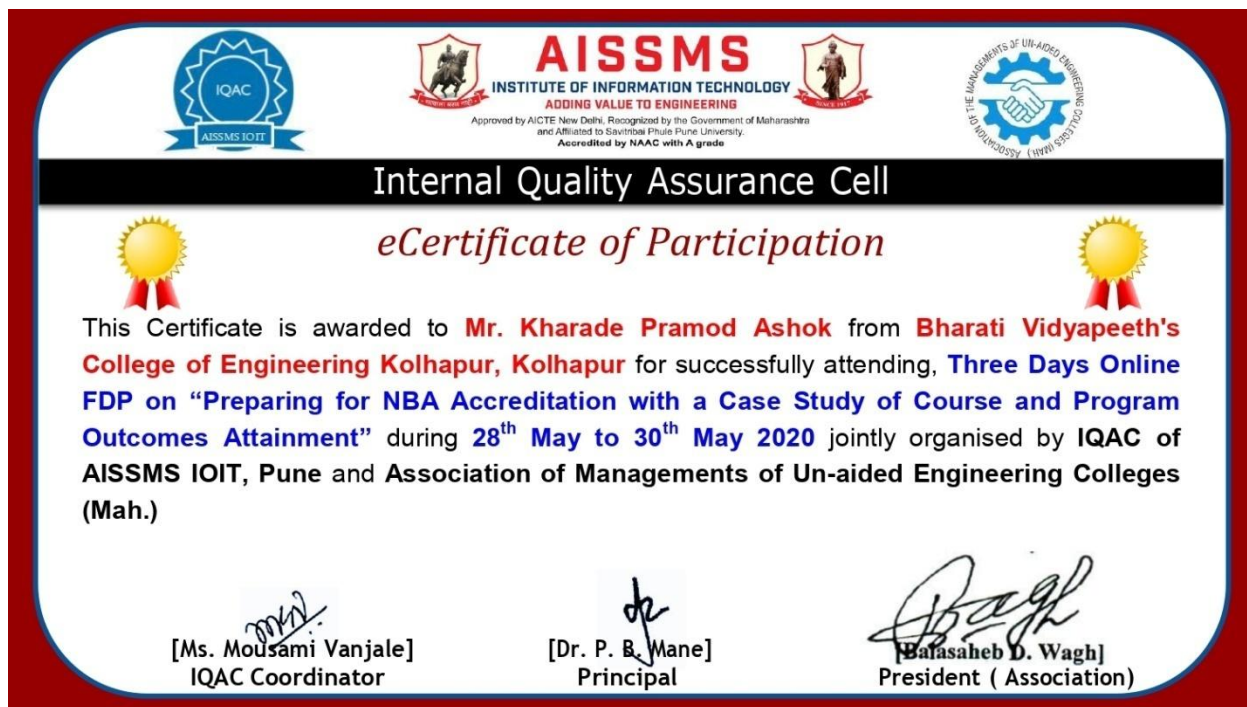 IQAC
AISSMS IOIT
AISSMS
INSTITUTE OF INFORMATION TECHNOLOGY
ADDING VALUE TO ENGINEERING
Approved by AICTE New Delhi, Recognized by the Government of Maharashtra
and Affiliated to Savitribai Phule Pune University.
Accredited by NAAC with A grade
SINCE 1917
ASSOCIATION OF THE MANAGEMENTS OF UN-AIDED ENGINEERING COLLEGES (MAH.)
Internal Quality Assurance Cell
eCertificate of Participation
This Certificate is awarded to Mr. Kharade Pramod Ashok from Bharati Vidyapeeth's
College of Engineering Kolhapur, Kolhapur for successfully attending, Three Days Online
FDP on “Preparing for NBA Accreditation with a Case Study of Course and Program
Outcomes Attainment” during 28th May to 30th May 2020 jointly organised by IQAC of
AISSMS IOIT, Pune and Association of Managements of Un-aided Engineering Colleges
(Mah.)
[Ms. Mousami Vanjale]
IQAC Coordinator
[Dr. P. B. Mane]
Principal
Wagh
[Balasaheb D. Wagh]
President ( Association)